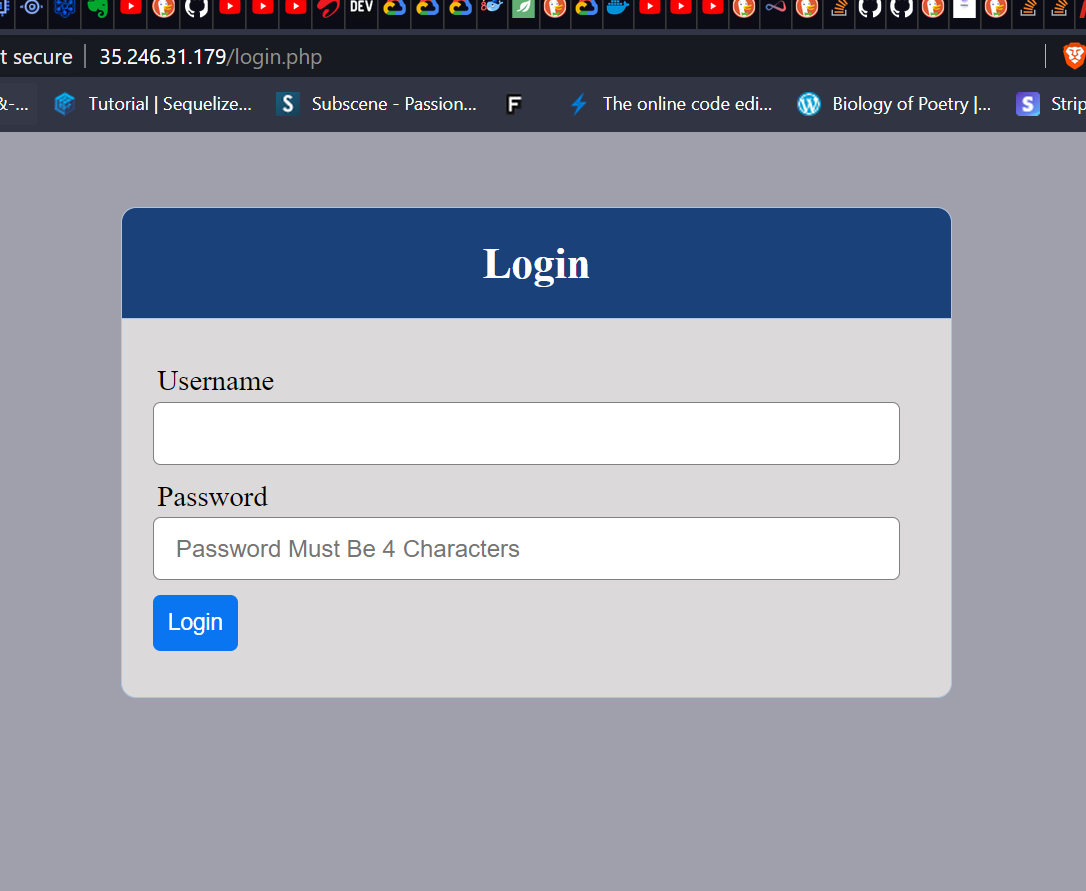 DEV
t secure 35.246.31.179/login.php
&-... Tutorial | Sequelize... S Subscene - Passion... F The online code edi... Biology of Poetry |... S Strip
Login
Username
Password
Password Must Be 4 Characters
Login